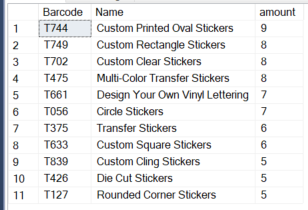 Barcode Name amount
1 T744 Custom Printed Oval Stickers 9
2 T749 Custom Rectangle Stickers 8
3 T702 Custom Clear Stickers 8
4 T475 Multi-Color Transfer Stickers 8
5 T661 Design Your Own Vinyl Lettering 7
6 T056 Circle Stickers 7
7 T375 Transfer Stickers 6
8 T633 Custom Square Stickers 6
9 T839 Custom Cling Stickers 5
10 T426 Die Cut Stickers 5
11 T127 Rounded Corner Stickers 5